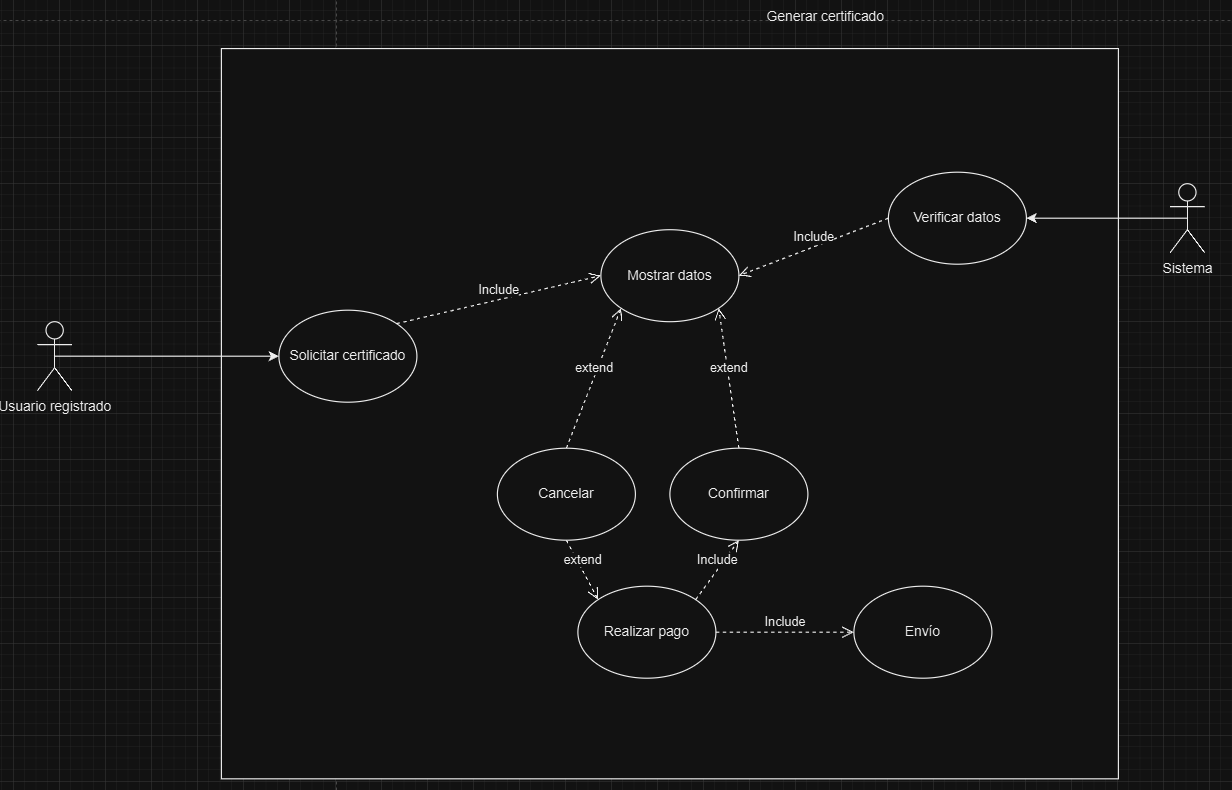 Generar certificado
Verificar datos
Include
Sistema
Mostrar datos
Include
Solicitar certificado
extend
extend
Usuario registrado
Cancelar
Confirmar
extend
Include
Include
Realizar pago
Envío